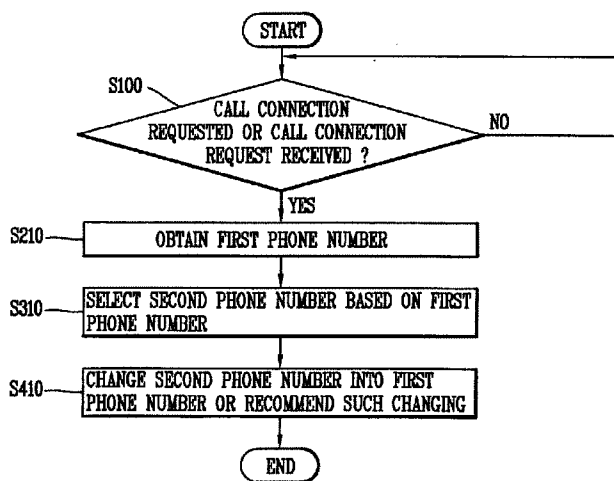 START
S100
CALL CONNECTION
REQUESTED OR CALL CONNECTION
REQUEST RECEIVED ?
NO
YES
S210
OBTAIN FIRST PHONE NUMBER
S310
SELECT SECOND PHONE NUMBER BASED ON FIRST
PHONE NUMBER
S410
CHANGE SECOND PHONE NUMBER INTO FIRST
PHONE NUMBER OR RECOMMEND SUCH CHANGING
END